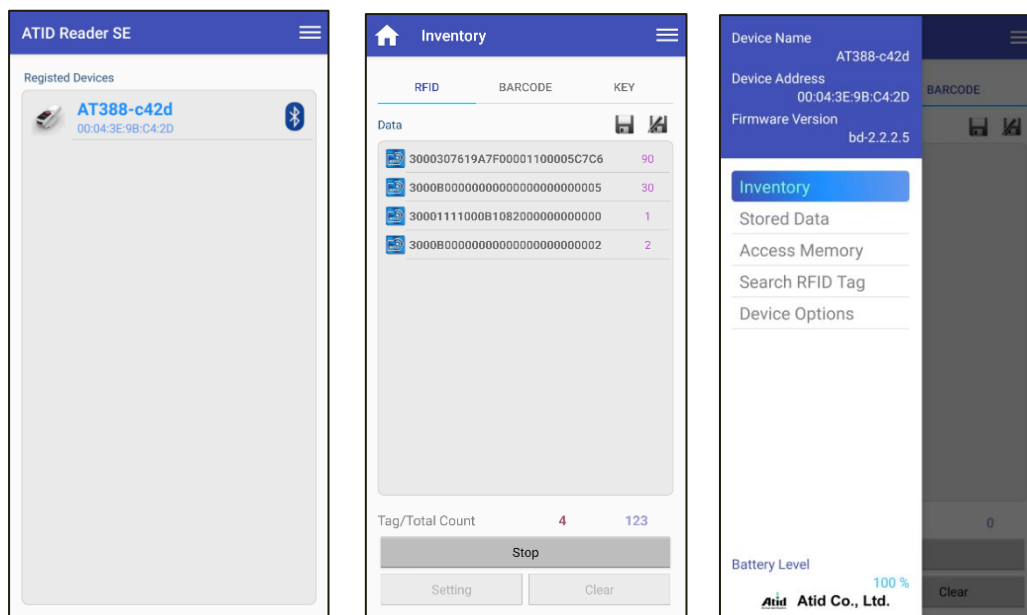 ATID Reader SE
Registed Devices
AT388-c42d
00:04:3E:9B:C4:2D
Inventory
RFID BARCODE KEY
Data
3000307619A7F00001100005C7C6 90
3000B00000000000000000000005 30
30001111000B1082000000000000 1
3000B00000000000000000000002 2
Tag/Total Count 4 123
Stop
Setting Clear
Device Name
AT388-c42d
Device Address
00:04:3E:9B:C4:2D
Firmware Version
bd-2.2.2.5
Inventory
Stored Data
Access Memory
Search RFID Tag
Device Options
Battery Level
100 %
Atid Atid Co., Ltd.
BARCODE
0
Clear